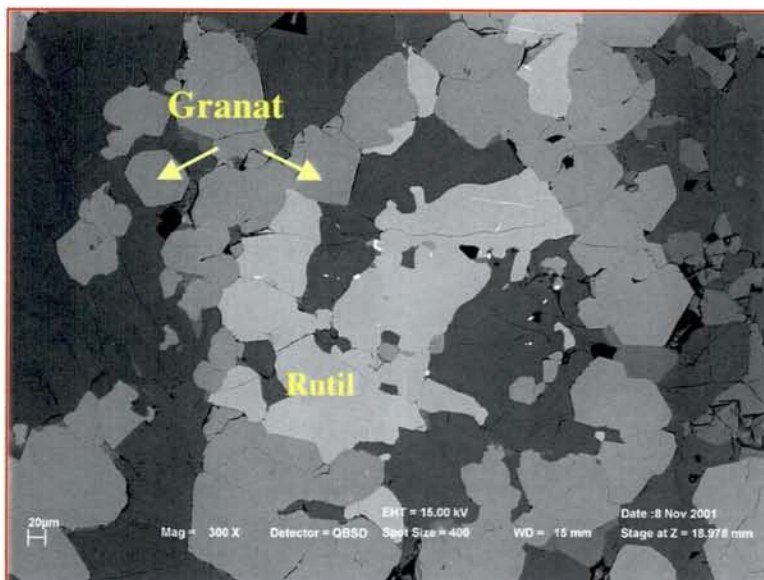 Granat
Rutil
20µm
Mag = 300 X
Detector = QBSD
EHT = 15.00 kV
Spot Size = 400
WD = 15 mm
Date :8 Nov 2001
Stage at Z = 18.978 mm